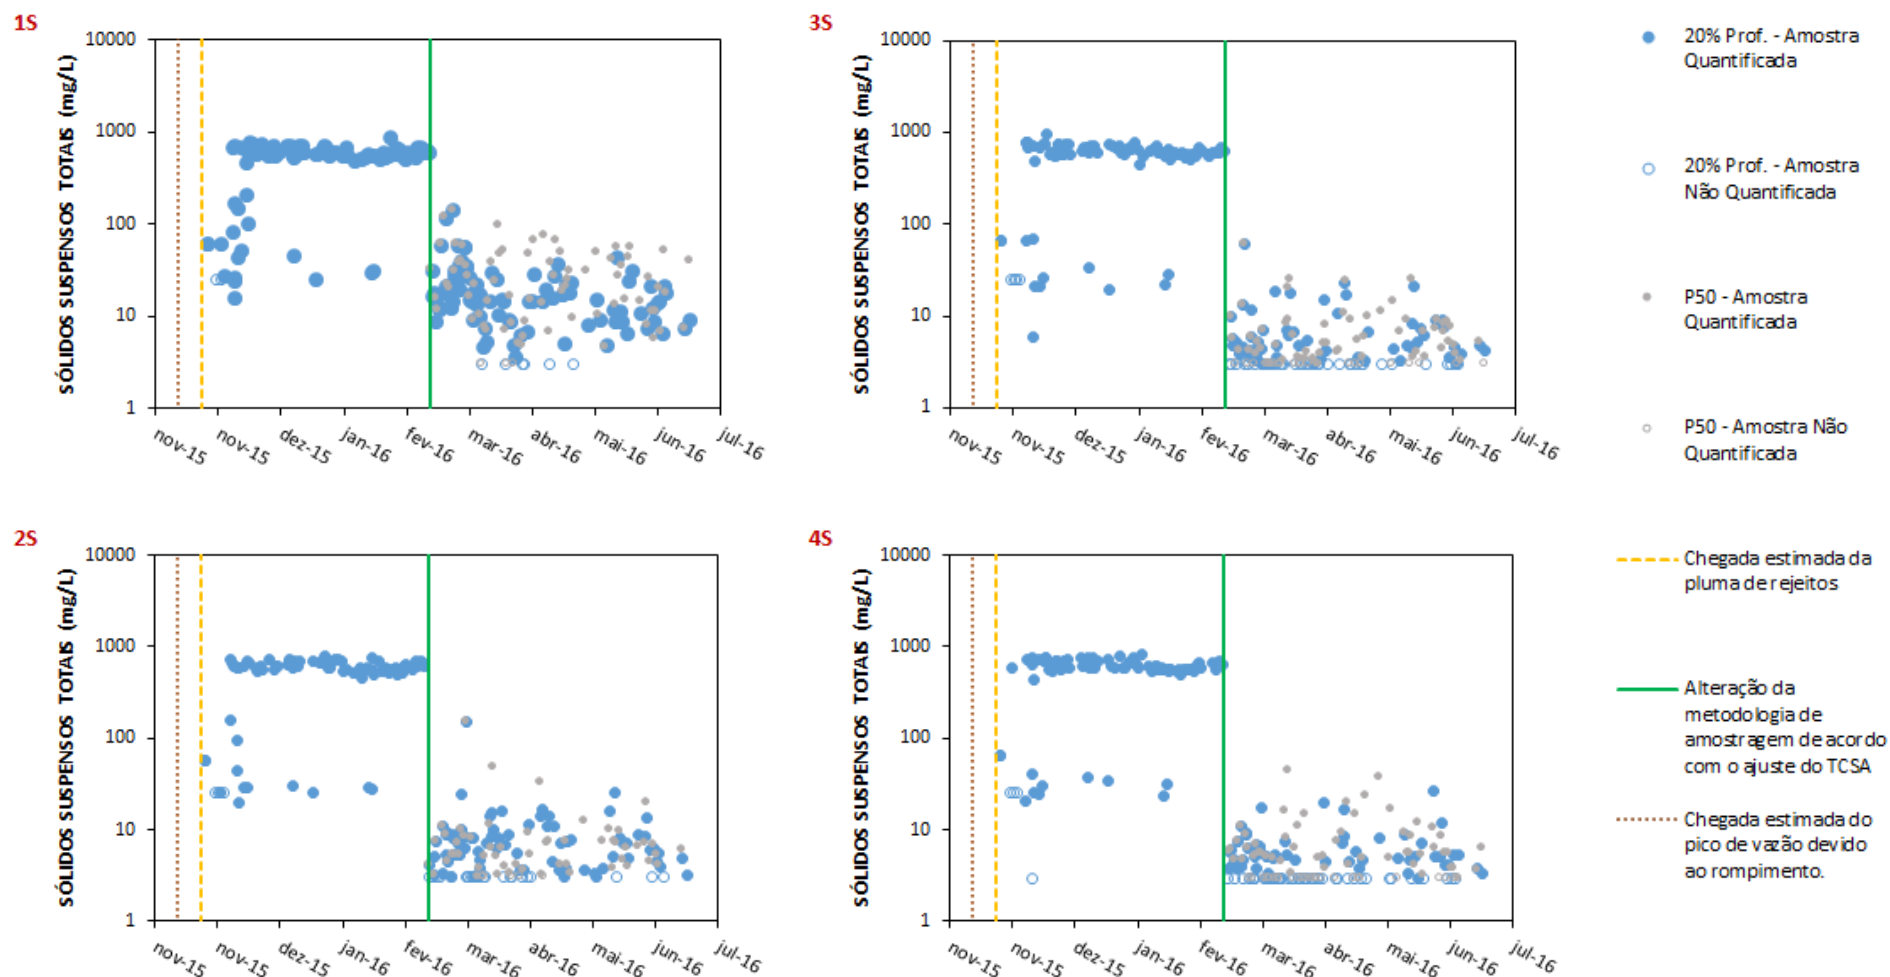 1S
SÓLIDOS SUSPENSOS TOTAIS (mg/L)
10000
1000
100
10
1
nov-15
nov-15
dez-15
jan-16
fev-16
mar-16
abr-16
mai-16
jun-16
jul-16
3S
SÓLIDOS SUSPENSOS TOTAIS (mg/L)
10000
1000
100
10
1
nov-15
nov-15
dez-15
jan-16
fev-16
mar-16
abr-16
mai-16
jun-16
jul-16
2S
SÓLIDOS SUSPENSOS TOTAIS (mg/L)
10000
1000
100
10
1
nov-15
nov-15
dez-15
jan-16
fev-16
mar-16
abr-16
mai-16
jun-16
jul-16
4S
SÓLIDOS SUSPENSOS TOTAIS (mg/L)
10000
1000
100
10
1
nov-15
nov-15
dez-15
jan-16
fev-16
mar-16
abr-16
mai-16
jun-16
jul-16
20% Prof. - Amostra
Quantificada
20% Prof. - Amostra
Não Quantificada
P50 - Amostra
Quantificada
P50 - Amostra Não
Quantificada
Chegada estimada da
pluma de rejeitos
Alteração da
metodologia de
amostragem de acordo
com o ajuste do TCSA
Chegada estimada do
pico de vazão devido
ao rompimento.